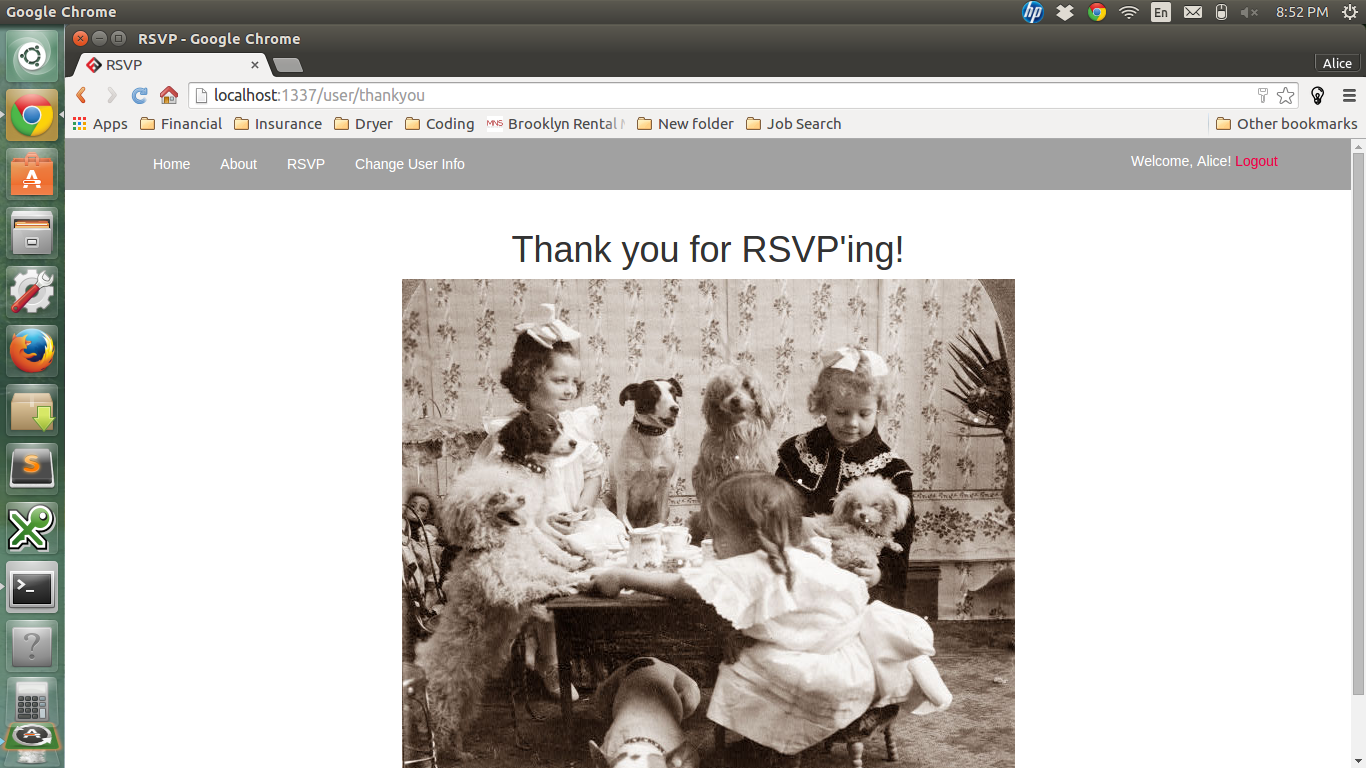 Google Chrome
hp
En
8:52 PM
RSVP - Google Chrome
RSVP
Alice
localhost:1337/user/thankyou
Apps Financial Insurance Dryer Coding MNS Brooklyn Rental New folder Job Search Other bookmarks
Home About RSVP Change User Info Welcome, Alice! Logout
Thank you for RSVP'ing!